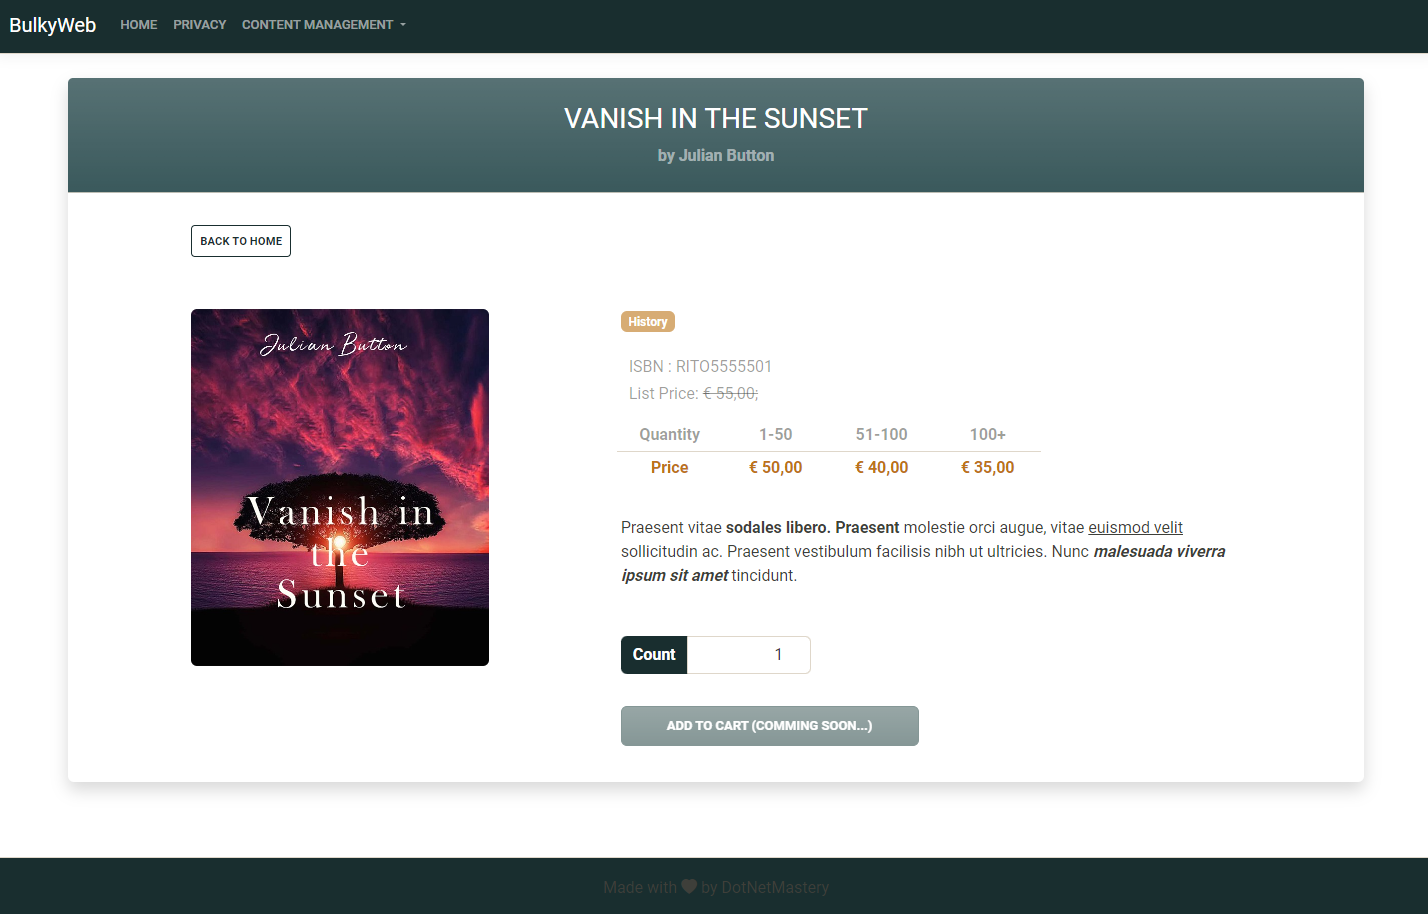 BulkyWeb HOME PRIVACY CONTENT MANAGEMENT
VANISH IN THE SUNSET
by Julian Button
BACK TO HOME
Julian Button
Vanish in
the
Sunset
History
ISBN : RITO5555501
List Price: € 55,00;
Quantity 1-50 51-100 100+
Price € 50,00 € 40,00 € 35,00
Praesent vitae sodales libero. Praesent molestie orci augue, vitae euismod velit
sollicitudin ac. Praesent vestibulum facilisis nibh ut ultricies. Nunc malesuada viverra
ipsum sit amet tincidunt.
Count 1
ADD TO CART (COMMING SOON...)
Made with ♥ by DotNetMastery